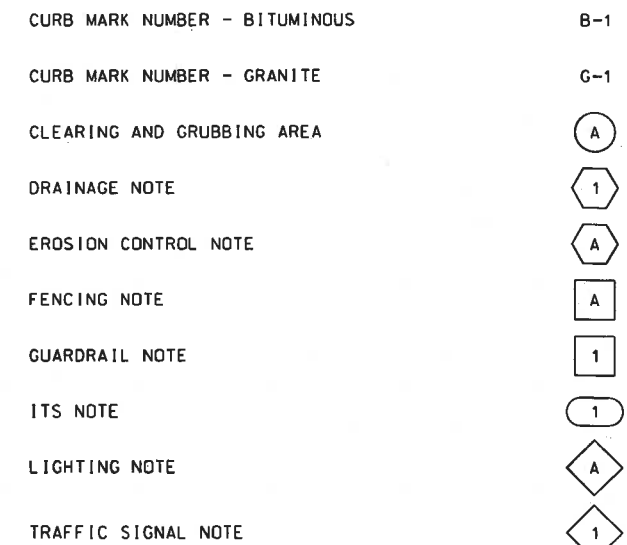 CURB MARK NUMBER - BITUMINOUS B-1
CURB MARK NUMBER - GRANITE G-1
CLEARING AND GRUBBING AREA A
DRAINAGE NOTE 1
EROSION CONTROL NOTE A
FENCING NOTE A
GUARDRAIL NOTE 1
ITS NOTE 1
LIGHTING NOTE A
TRAFFIC SIGNAL NOTE 1